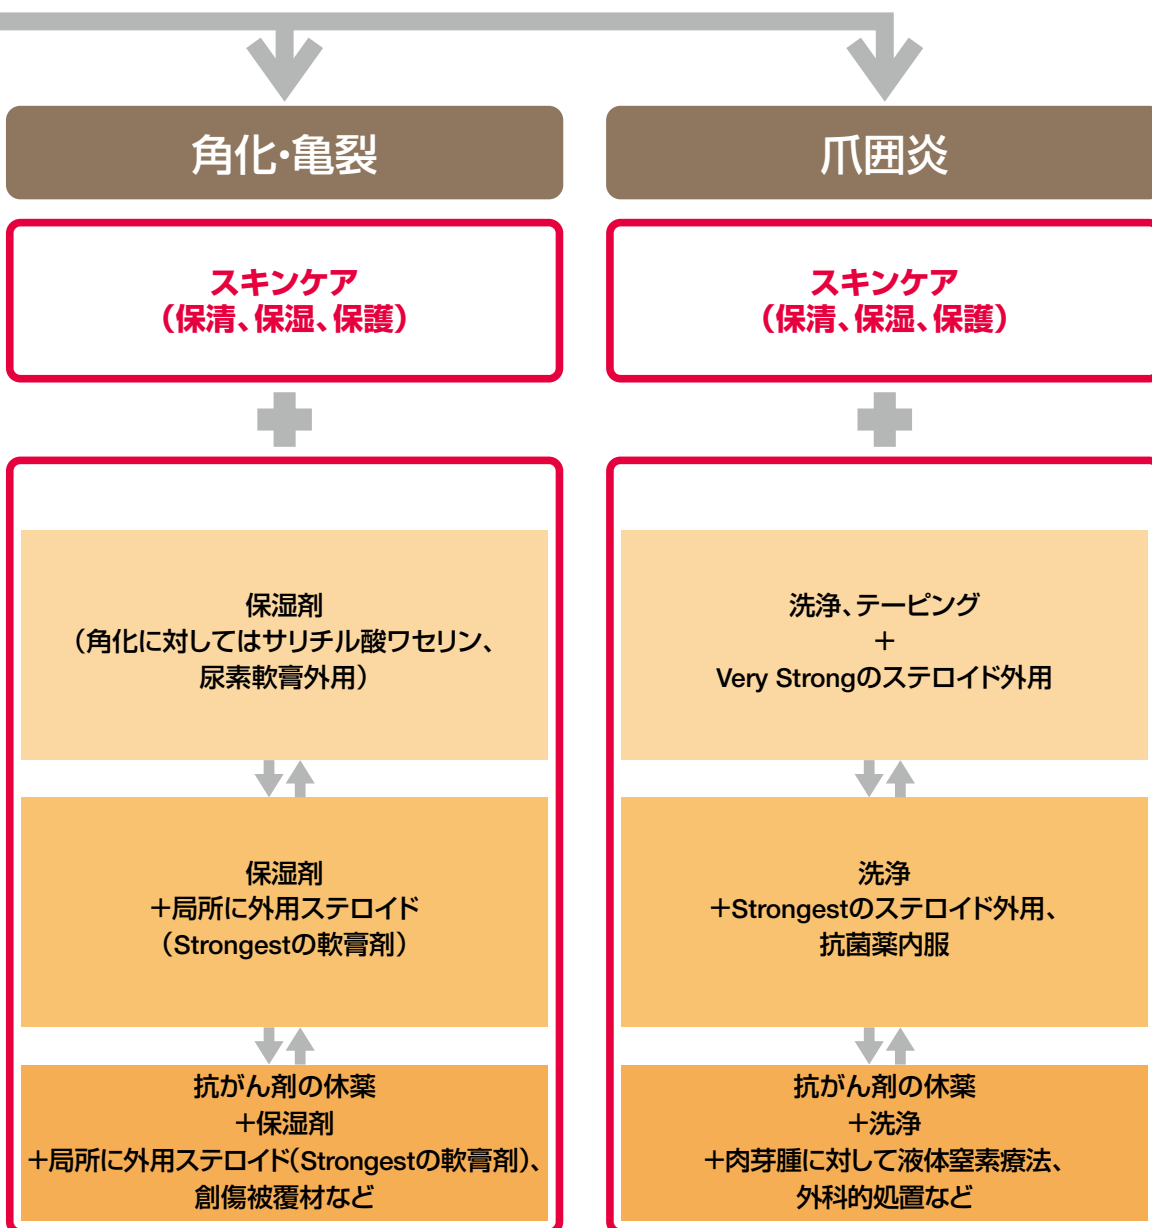 角化・亀裂
スキンケア
（保清、保湿、保護）
保湿剤
（角化に対してはサリチル酸ワセリン、
尿素軟膏外用）
保湿剤
＋局所に外用ステロイド
（Strongestの軟膏剤）
抗がん剤の休薬
＋保湿剤
＋局所に外用ステロイド（Strongestの軟膏剤）、
創傷被覆材など
爪囲炎
スキンケア
（保清、保湿、保護）
洗浄、テーピング
＋
Very Strongのステロイド外用
洗浄
＋Strongestのステロイド外用、
抗菌薬内服
抗がん剤の休薬
＋洗浄
＋肉芽腫に対して液体窒素療法、
外科的処置など